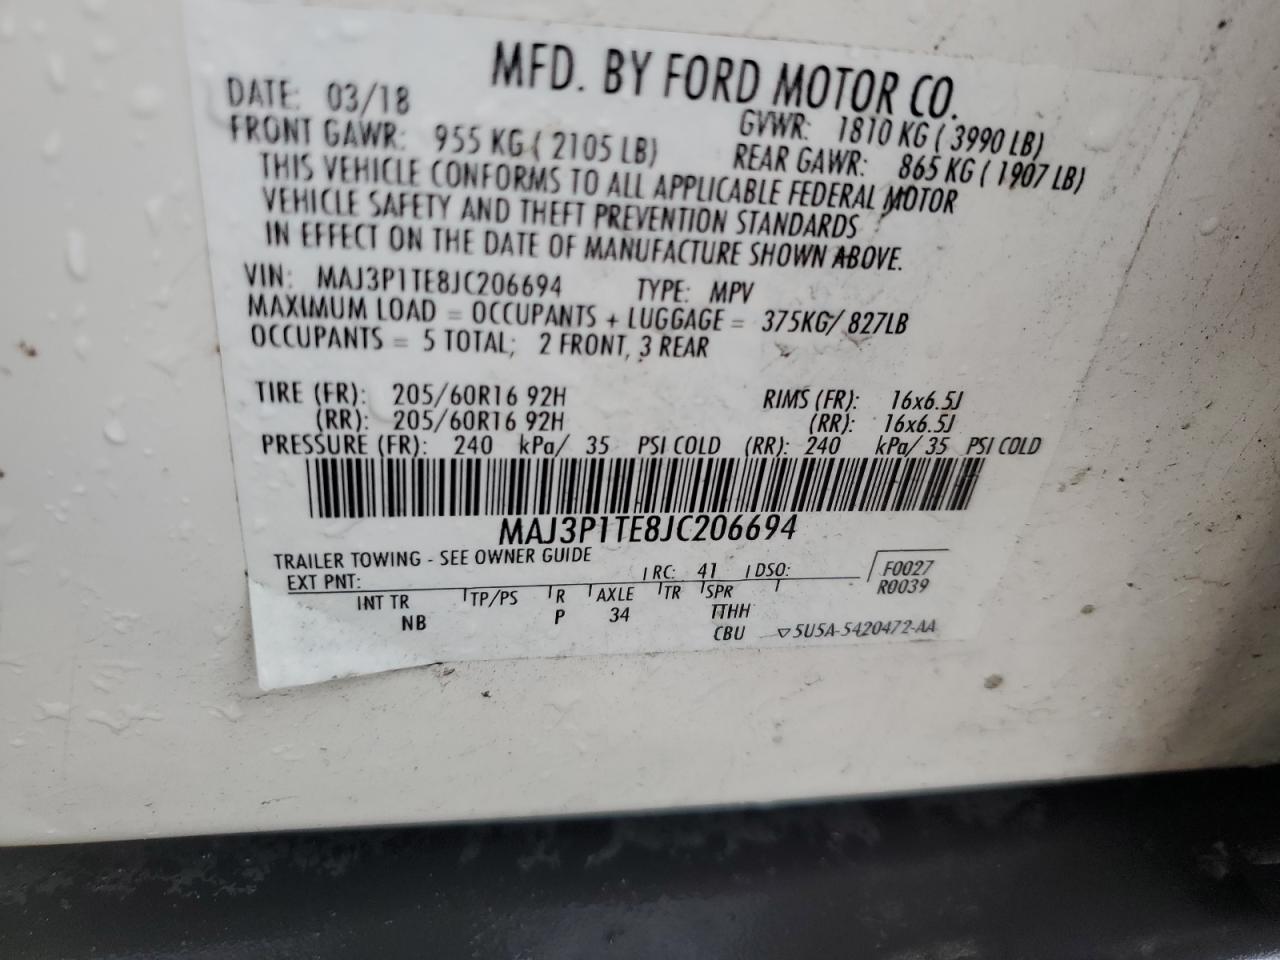 MFD. BY FORD MOTOR CO.
DATE: 03/18 GVWR: 1810 KG ( 3990 LB)
FRONT GAWR: 955 KG ( 2105 LB) REAR GAWR: 865 KG ( 1907 LB)
THIS VEHICLE CONFORMS TO ALL APPLICABLE FEDERAL MOTOR
VEHICLE SAFETY AND THEFT PREVENTION STANDARDS
IN EFFECT ON THE DATE OF MANUFACTURE SHOWN ABOVE.
VIN: MAJ3P1TE8JC206694 TYPE: MPV
MAXIMUM LOAD = OCCUPANTS + LUGGAGE = 375KG/ 827LB
OCCUPANTS = 5 TOTAL; 2 FRONT, 3 REAR
TIRE (FR): 205/60R16 92H RIMS (FR): 16x6.5J
(RR): 205/60R16 92H (RR): 16x6.5J
PRESSURE (FR): 240 kPa/ 35 PSI COLD (RR): 240 kPa/ 35 PSI COLD
MAJ3P1TE8JC206694
TRAILER TOWING - SEE OWNER GUIDE
EXT PNT: RC: 41 DSO: F0027
R0039
INT TR TP/PS R AXLE TR SPR
NB P 34 TTHH
CBU ▽5U5A-5420472-AA